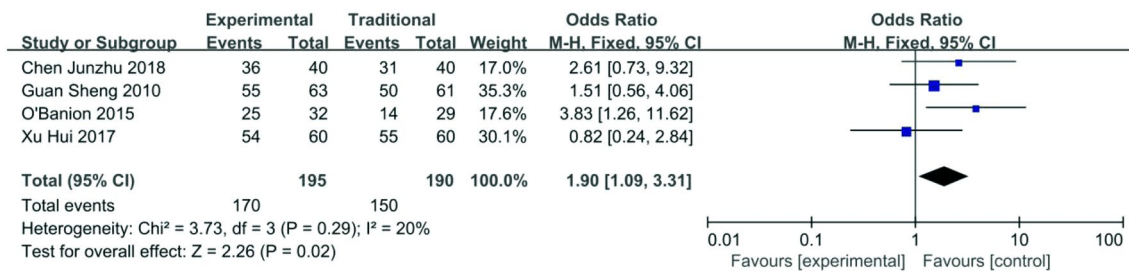 Experimental Traditional Odds Ratio Odds Ratio
Study or Subgroup Events Total Events Total Weight M-H, Fixed, 95% CI M-H, Fixed, 95% CI
Chen Junzhu 2018 36 40 31 40 17.0% 2.61 [0.73, 9.32]
Guan Sheng 2010 55 63 50 61 35.3% 1.51 [0.56, 4.06]
O'Banion 2015 25 32 14 29 17.6% 3.83 [1.26, 11.62]
Xu Hui 2017 54 60 55 60 30.1% 0.82 [0.24, 2.84]
Total (95% CI) 195 190 100.0% 1.90 [1.09, 3.31]
Total events 170 150
Heterogeneity: Chi² = 3.73, df = 3 (P = 0.29); I² = 20%
Test for overall effect: Z = 2.26 (P = 0.02)
0.01 0.1 1 10 100
Favours [experimental] Favours [control]